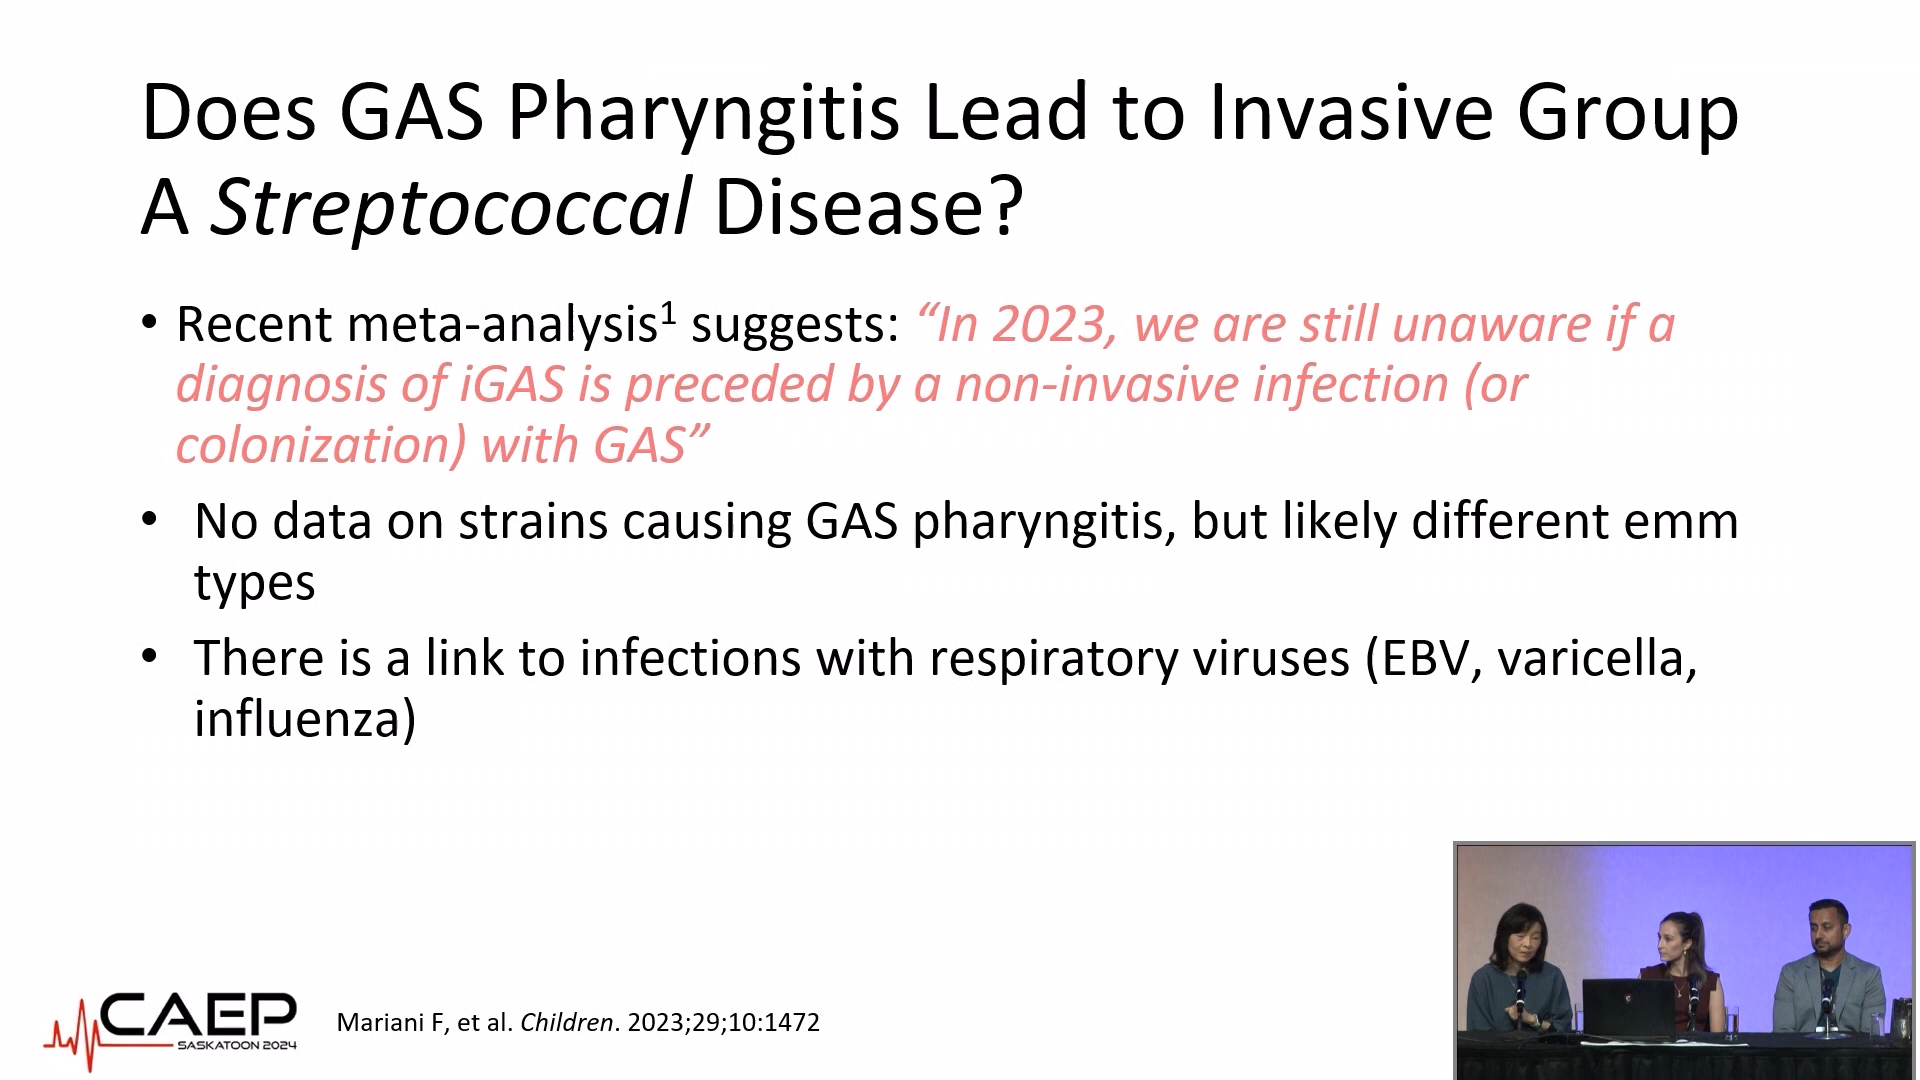 Does GAS Pharyngitis Lead to Invasive Group
A Streptococcal Disease?
• Recent meta-analysis¹ suggests: “In 2023, we are still unaware if a
diagnosis of iGAS is preceded by a non-invasive infection (or
colonization) with GAS”
• No data on strains causing GAS pharyngitis, but likely different emm
types
• There is a link to infections with respiratory viruses (EBV, varicella,
influenza)
CAEP
SASKATOON 2024
Mariani F, et al. Children. 2023;29;10:1472